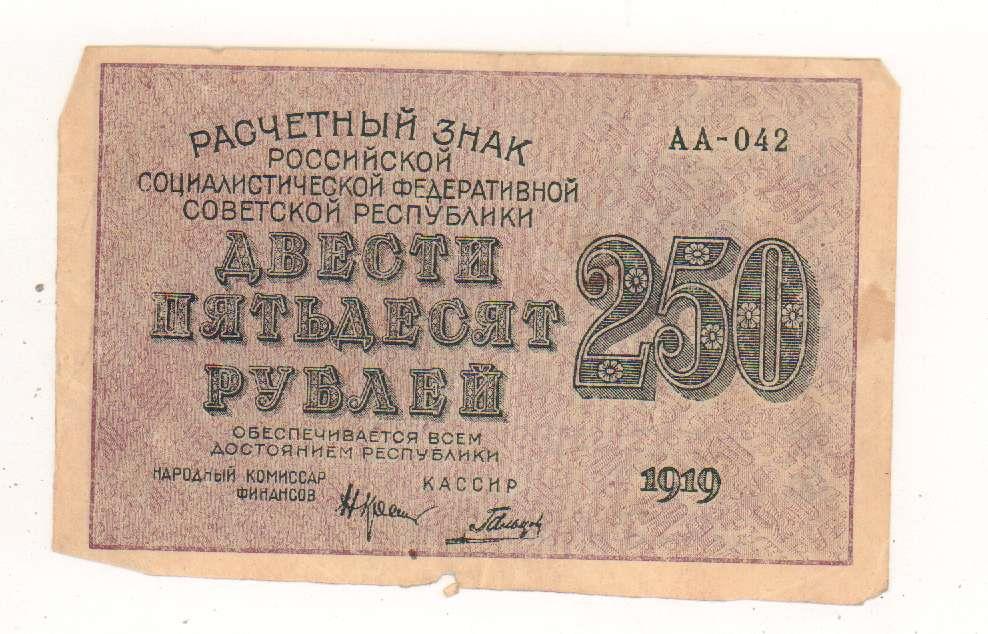 РАСЧЕТНЫЙ ЗНАК
РОССИЙСКОЙ
СОЦИАЛИСТИЧЕСКОЙ ФЕДЕРАТИВНОЙ
СОВЕТСКОЙ РЕСПУБЛИКИ
АА-042
ДВЕСТИ
ПЯТЬДЕСЯТ
РУБЛЕЙ
250
ОБЕСПЕЧИВАЕТСЯ ВСЕМ
ДОСТОЯНИЕМ РЕСПУБЛИКИ
НАРОДНЫЙ КОМИССАР
ФИНАНСОВ
КАССИР
1919